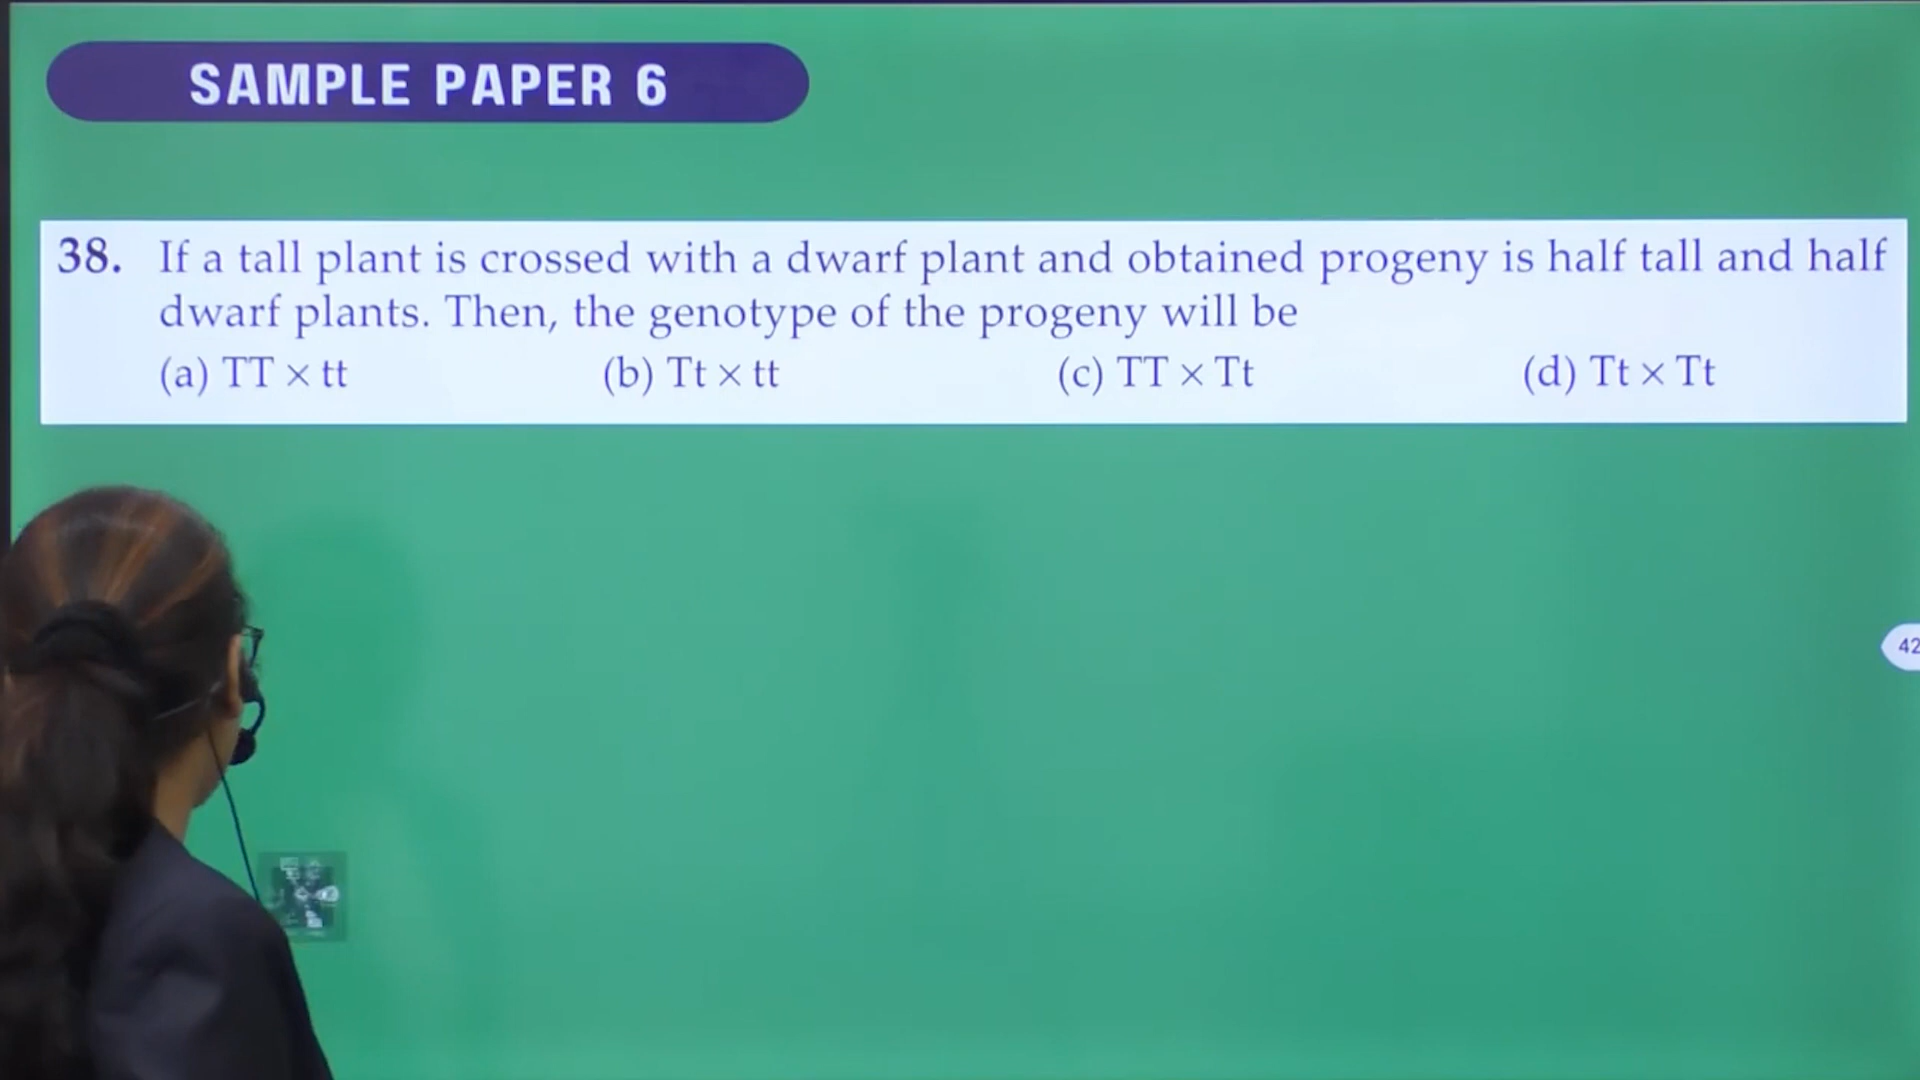 SAMPLE PAPER 6
38. If a tall plant is crossed with a dwarf plant and obtained progeny is half tall and half
dwarf plants. Then, the genotype of the progeny will be
(a) TT × tt (b) Tt × tt (c) TT × Tt (d) Tt × Tt
42